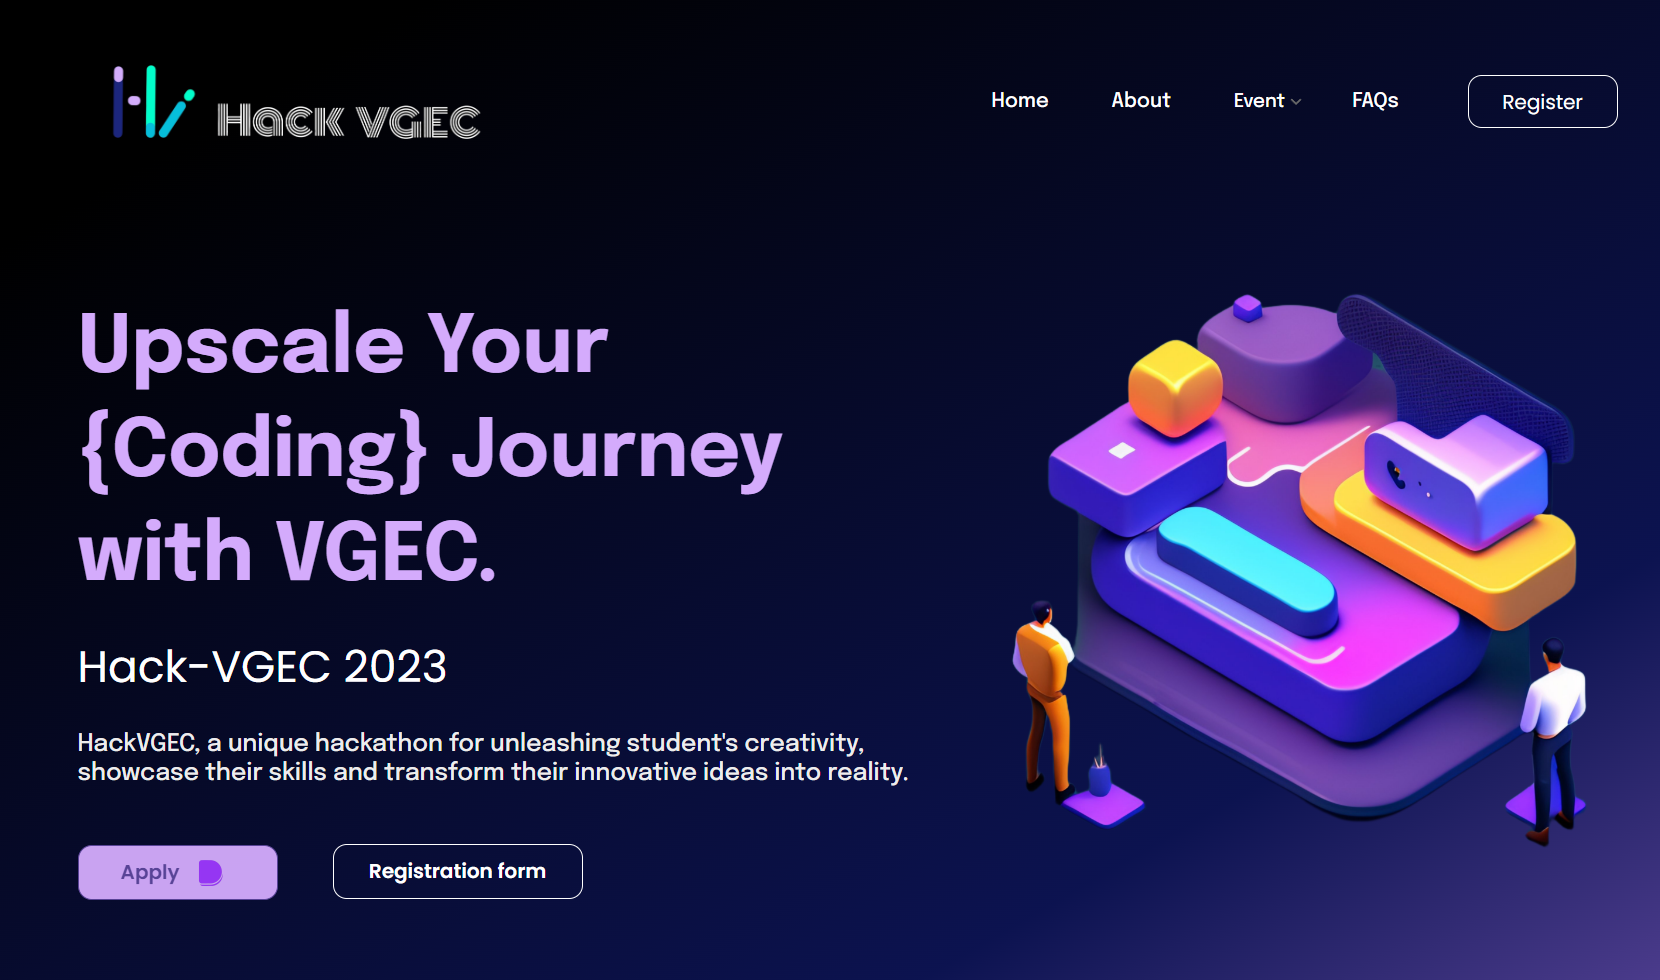 Hack VGEC
Home
About
Event
FAQs
Register
Upscale Your
{Coding} Journey
with VGEC.
Hack-VGEC 2023
HackVGEC, a unique hackathon for unleashing student's creativity,
showcase their skills and transform their innovative ideas into reality.
Apply
Registration form